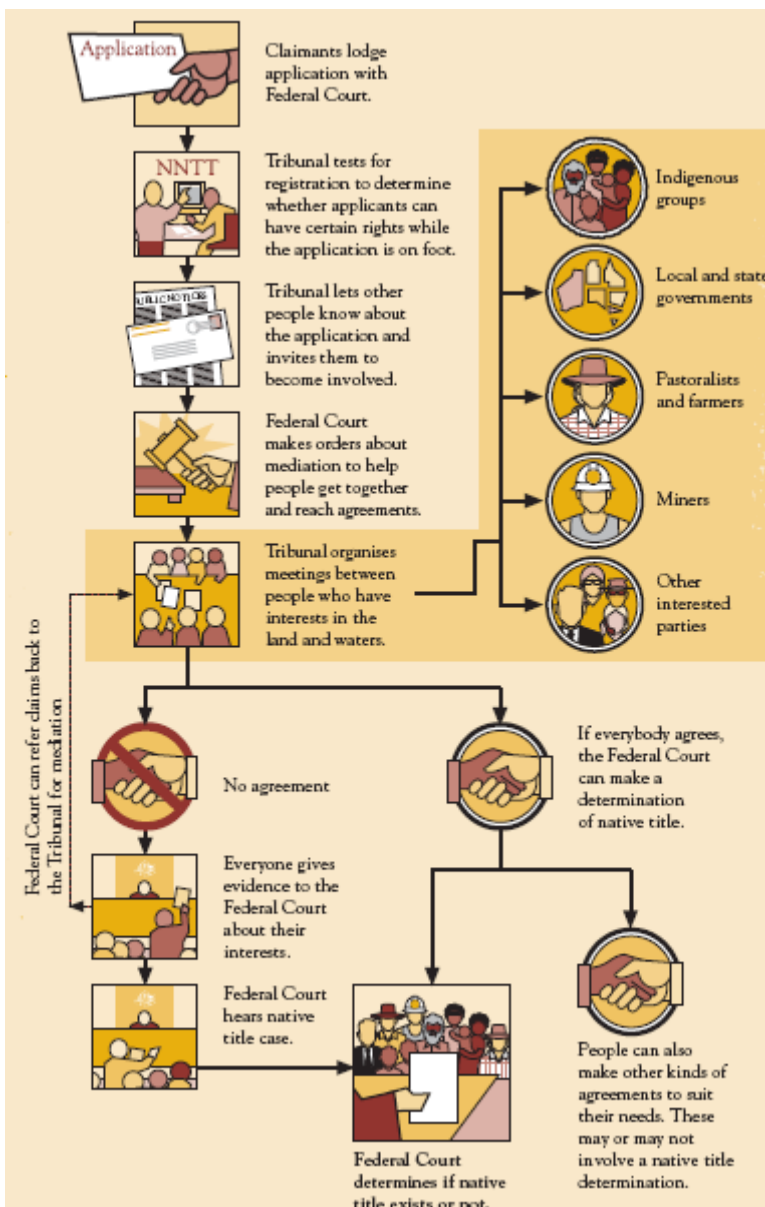 Application
Claimants lodge
application with
Federal Court.
NNTT
Tribunal tests for
registration to determine
whether applicants can
have certain rights while
the application is on foot.
Indigenous
groups
Local and state
governments
UBLIC NOTICES
Tribunal lets other
people know about
the application and
invites them to
become involved.
Pastoralists
and farmers
Federal Court
makes orders about
mediation to help
people get together
and reach agreements.
Miners
Tribunal organises
meetings between
people who have
interests in the
land and waters.
Other
interested
parties
Federal Court can refer claims back to
the Tribunal for mediation
No agreement
If everybody agrees,
the Federal Court
can make a
determination
of native title.
Everyone gives
evidence to the
Federal Court
about their
interests.
Federal Court
hears native
title case.
People can also
make other kinds of
agreements to suit
their needs. These
may or may not
involve a native title
determination.
Federal Court
determines if native
title exists or not.